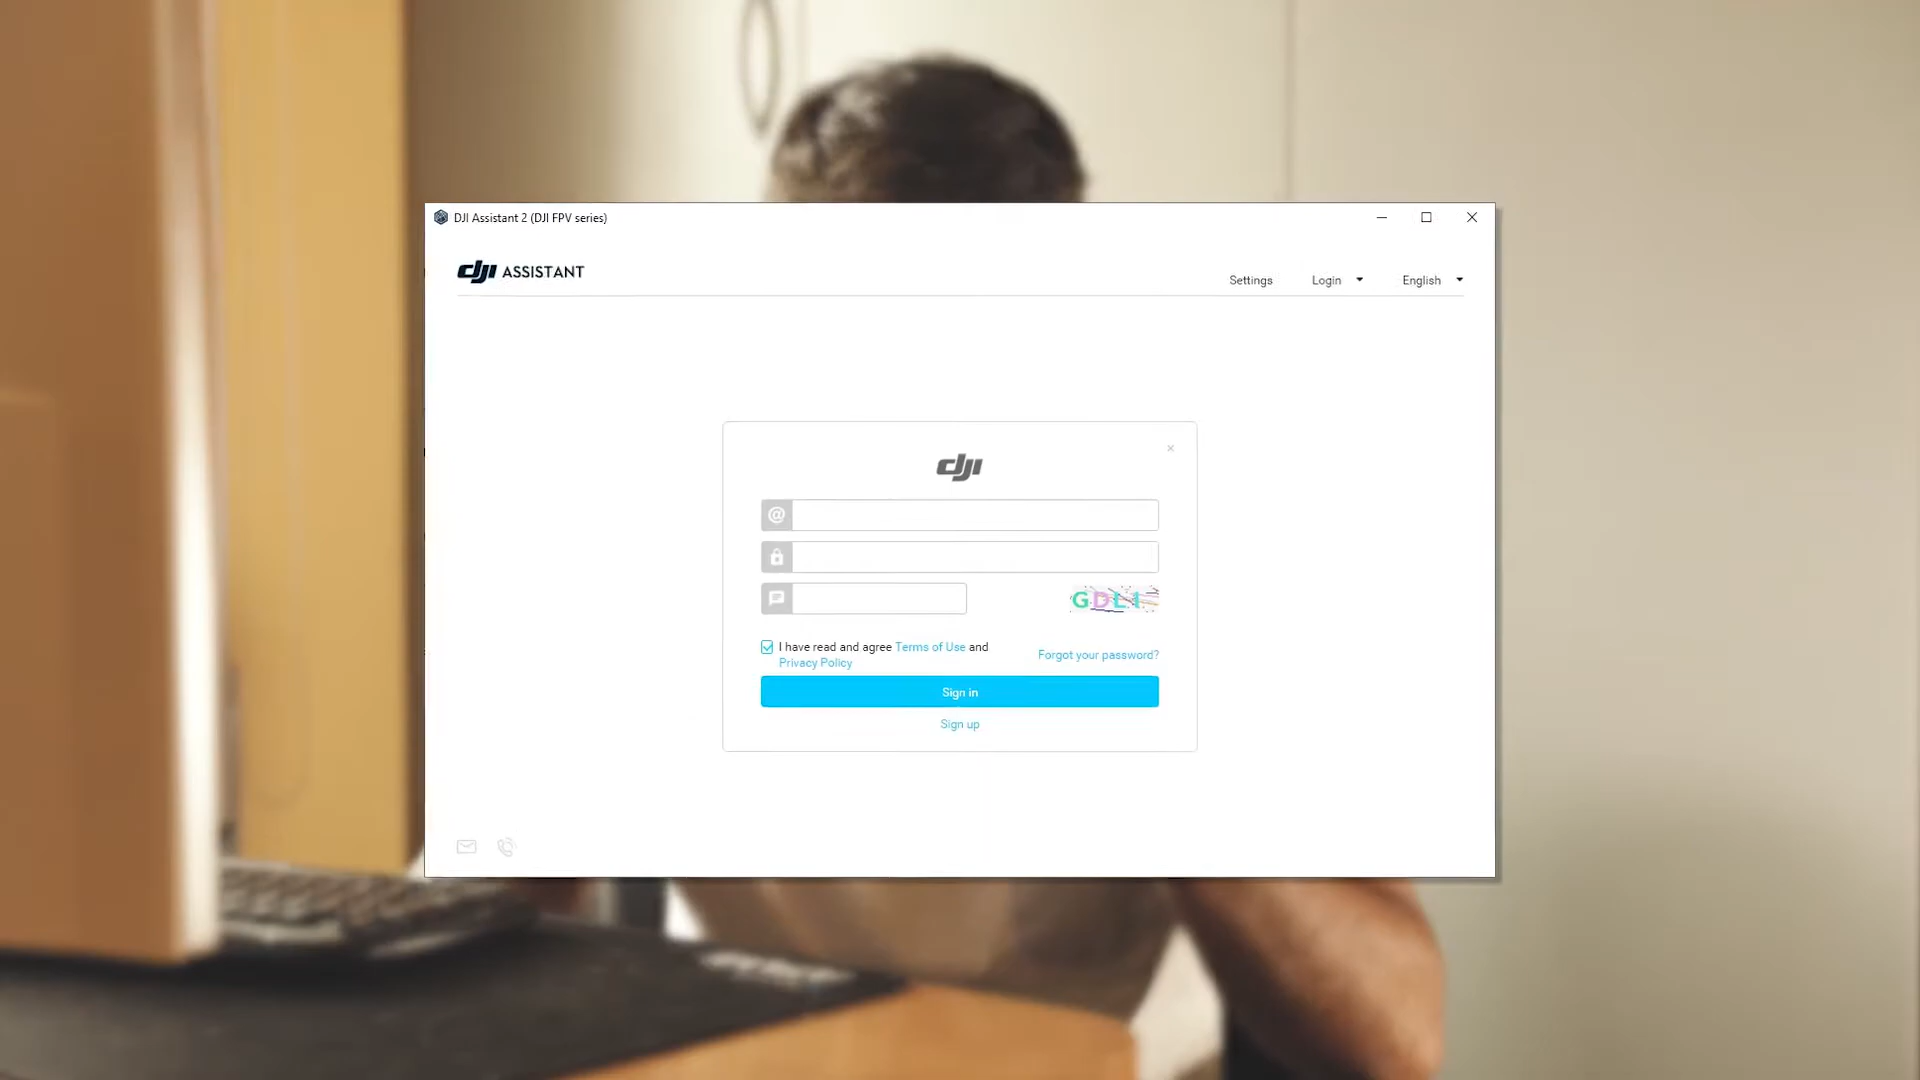 DJI Assistant 2 (DJI FPV series)
dji ASSISTANT
Settings
Login
English
dji
@
GDL1
I have read and agree Terms of Use and
Privacy Policy
Forgot your password?
Sign in
Sign up